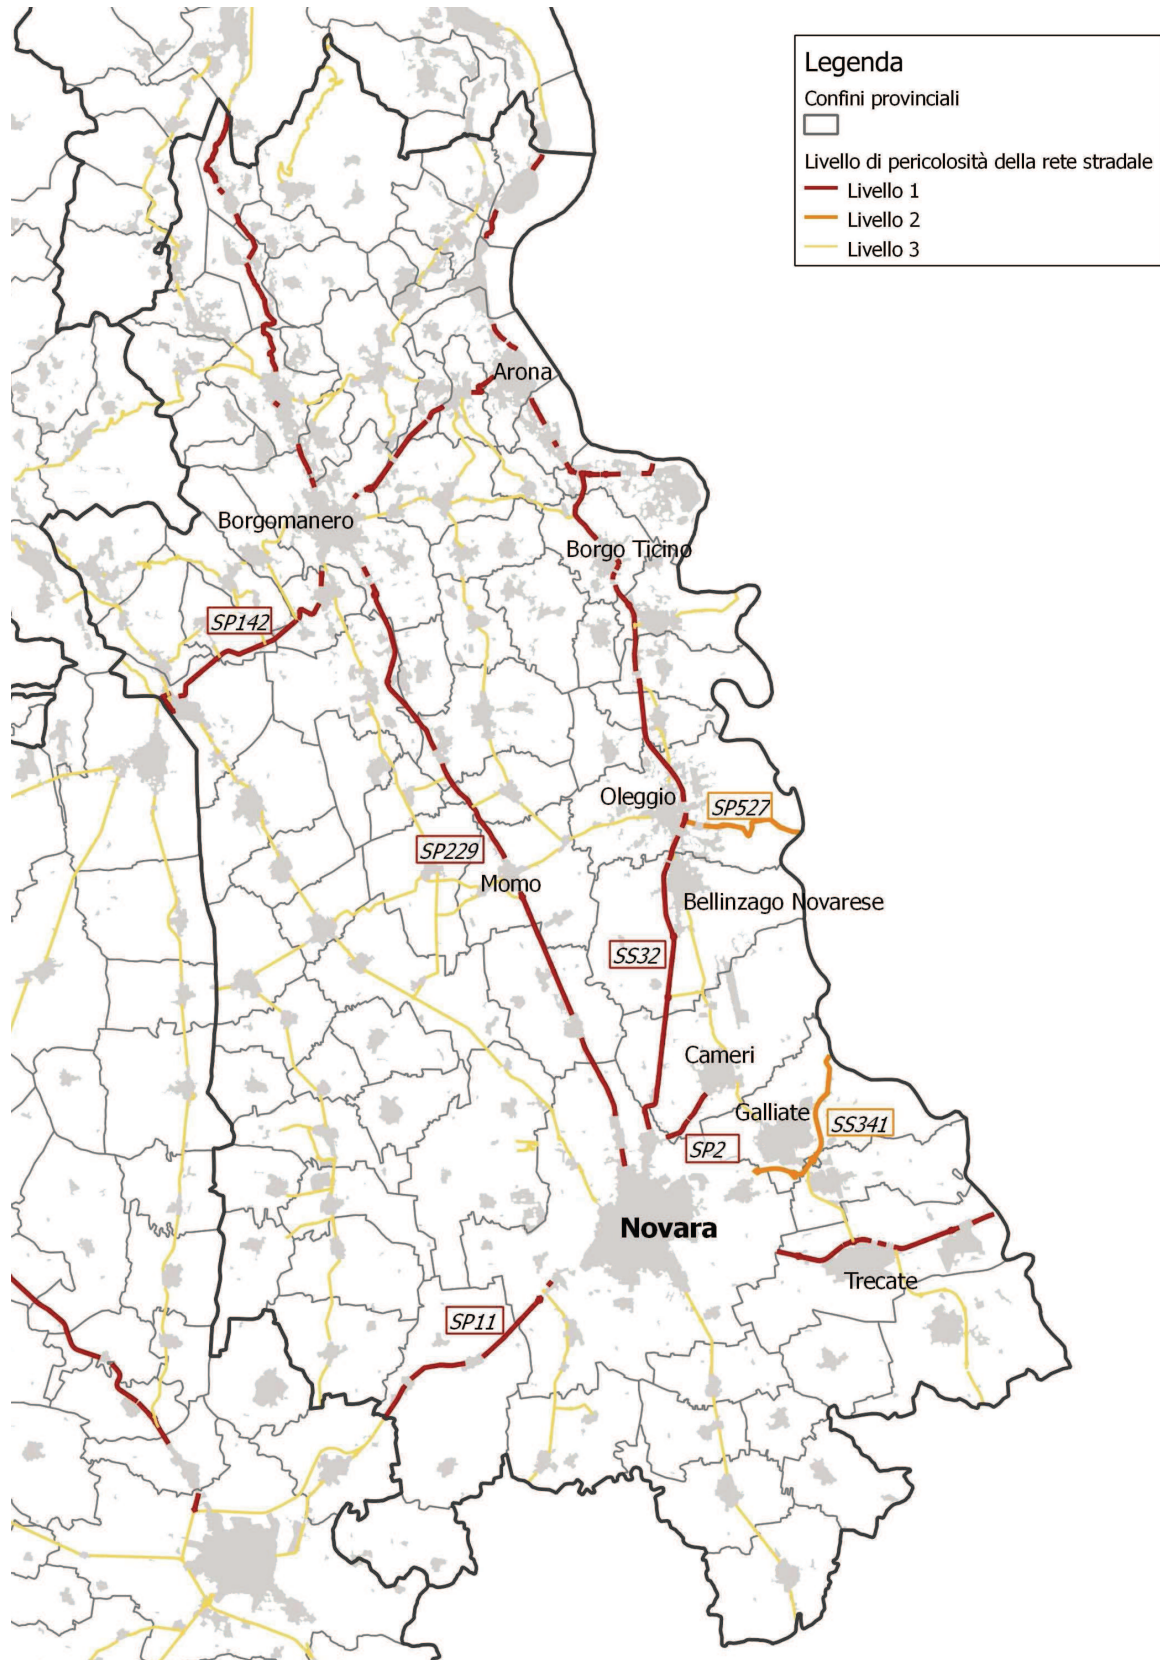 Legenda
Confini provinciali
Livello di pericolosità della rete stradale
Livello 1
Livello 2
Livello 3
Arona
Borgomanero
Borgo Ticino
SP142
Oleggio
SP527
SP229
Momo
Bellinzago Novarese
SS32
Cameri
Galliate
SS341
SP2
Novara
Trecate
SP11